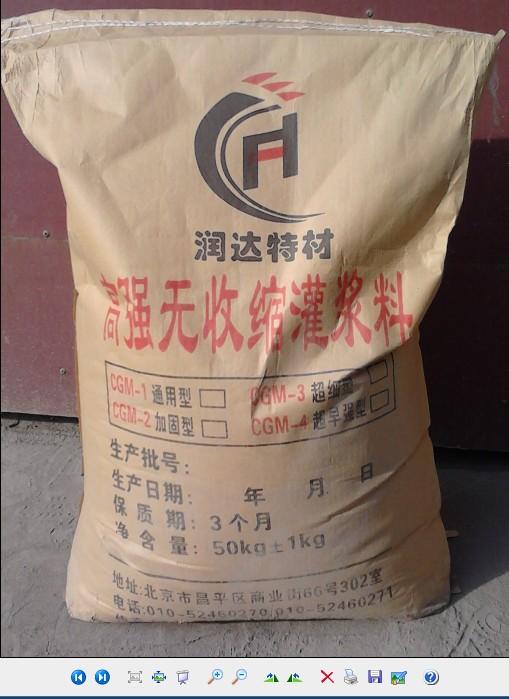 润达特材
高强无收缩灌浆料
CGM-1 通用型 CGM-3 超细型
CGM-2 加固型 CGM-4 超早强型
生产批号:
生产日期: 年 月 日
保质期: 3个月
净含量: 50kg±1kg
地址:北京市昌平区商业街66号302室
电话:010-52460270;010-52460271